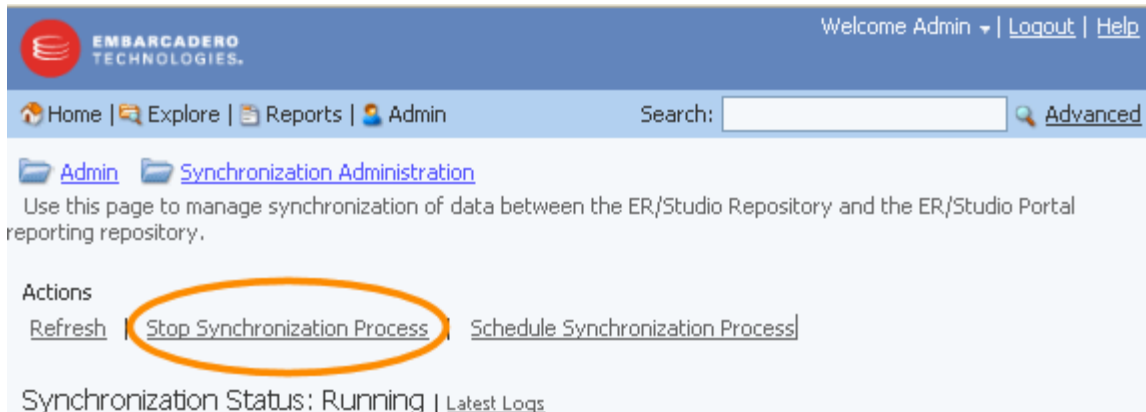 Welcome Admin | Logout | Help
EMBARCADERO
TECHNOLOGIES.
Home | Explore | Reports | Admin Search: Advanced
Admin Synchronization Administration
Use this page to manage synchronization of data between the ER/Studio Repository and the ER/Studio Portal
reporting repository.
Actions
Refresh | Stop Synchronization Process | Schedule Synchronization Process
Synchronization Status: Running | Latest Logs